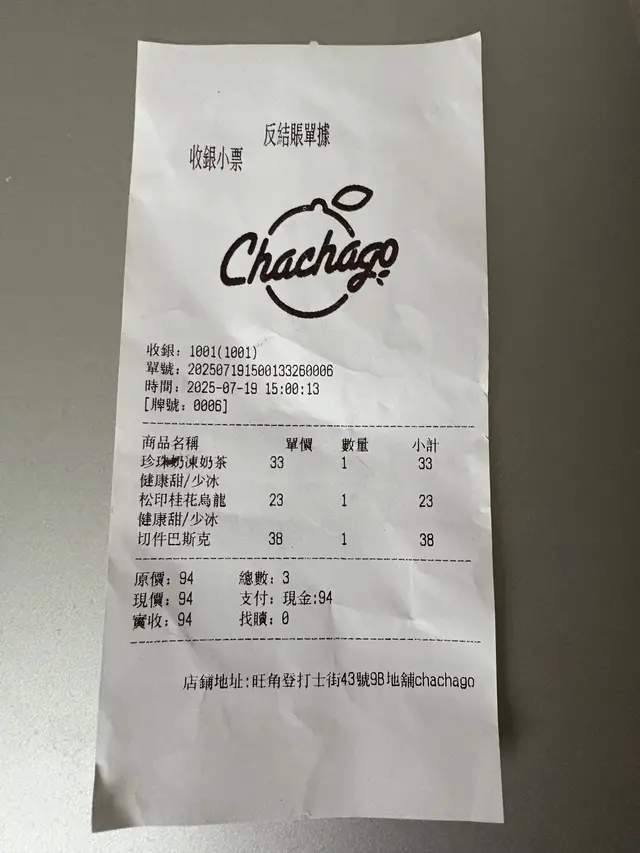 反結賬單據
收銀小票
Chachago
收銀: 1001(1001)
單號: 202507191500133260006
時間: 2025-07-19 15:00:13
[牌號: 0006]
商品名稱 單價 數量 小計
珍珠奶凍奶茶 33 1 33
健康甜/少冰
松印桂花烏龍 23 1 23
健康甜/少冰
切件巴斯克 38 1 38
原價: 94 總數: 3
現價: 94 支付: 現金:94
實收: 94 找贖: 0
店鋪地址:旺角登打士街43號9B地舖chachago